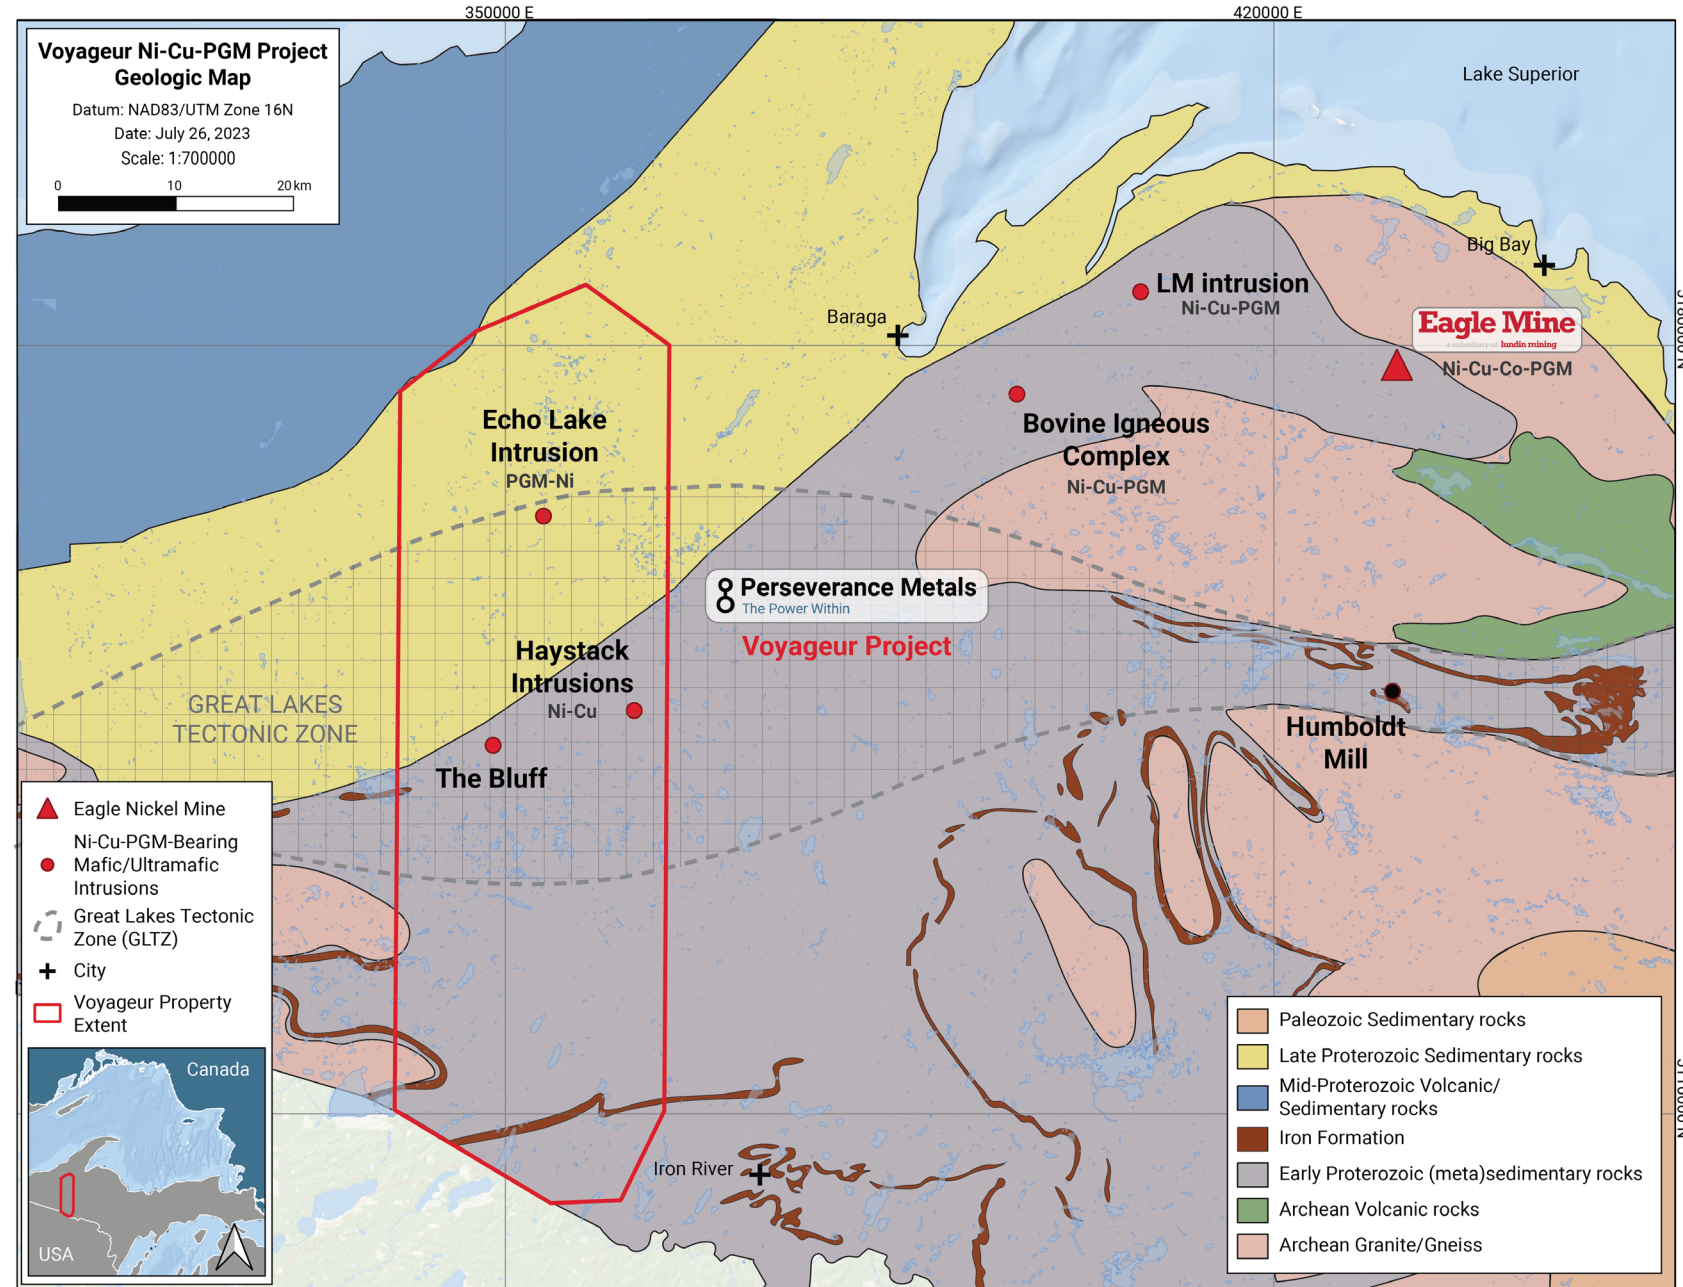 350000 E
420000 E
Voyageur Ni-Cu-PGM Project
Geologic Map
Datum: NAD83/UTM Zone 16N
Date: July 26, 2023
Scale: 1:700000
0 10 20 km
Lake Superior
Big Bay
LM intrusion
Ni-Cu-PGM
Baraga
Eagle Mine
a subsidiary of lundin mining
Ni-Cu-Co-PGM
Echo Lake
Intrusion
PGM-Ni
Bovine Igneous
Complex
Ni-Cu-PGM
Perseverance Metals
The Power Within
Voyageur Project
Haystack
Intrusions
Ni-Cu
GREAT LAKES
TECTONIC ZONE
The Bluff
Humboldt
Mill
Eagle Nickel Mine
Ni-Cu-PGM-Bearing
Mafic/Ultramafic
Intrusions
Great Lakes Tectonic
Zone (GLTZ)
City
Voyageur Property
Extent
Canada
USA
Iron River
Paleozoic Sedimentary rocks
Late Proterozoic Sedimentary rocks
Mid-Proterozoic Volcanic/
Sedimentary rocks
Iron Formation
Early Proterozoic (meta)sedimentary rocks
Archean Volcanic rocks
Archean Granite/Gneiss